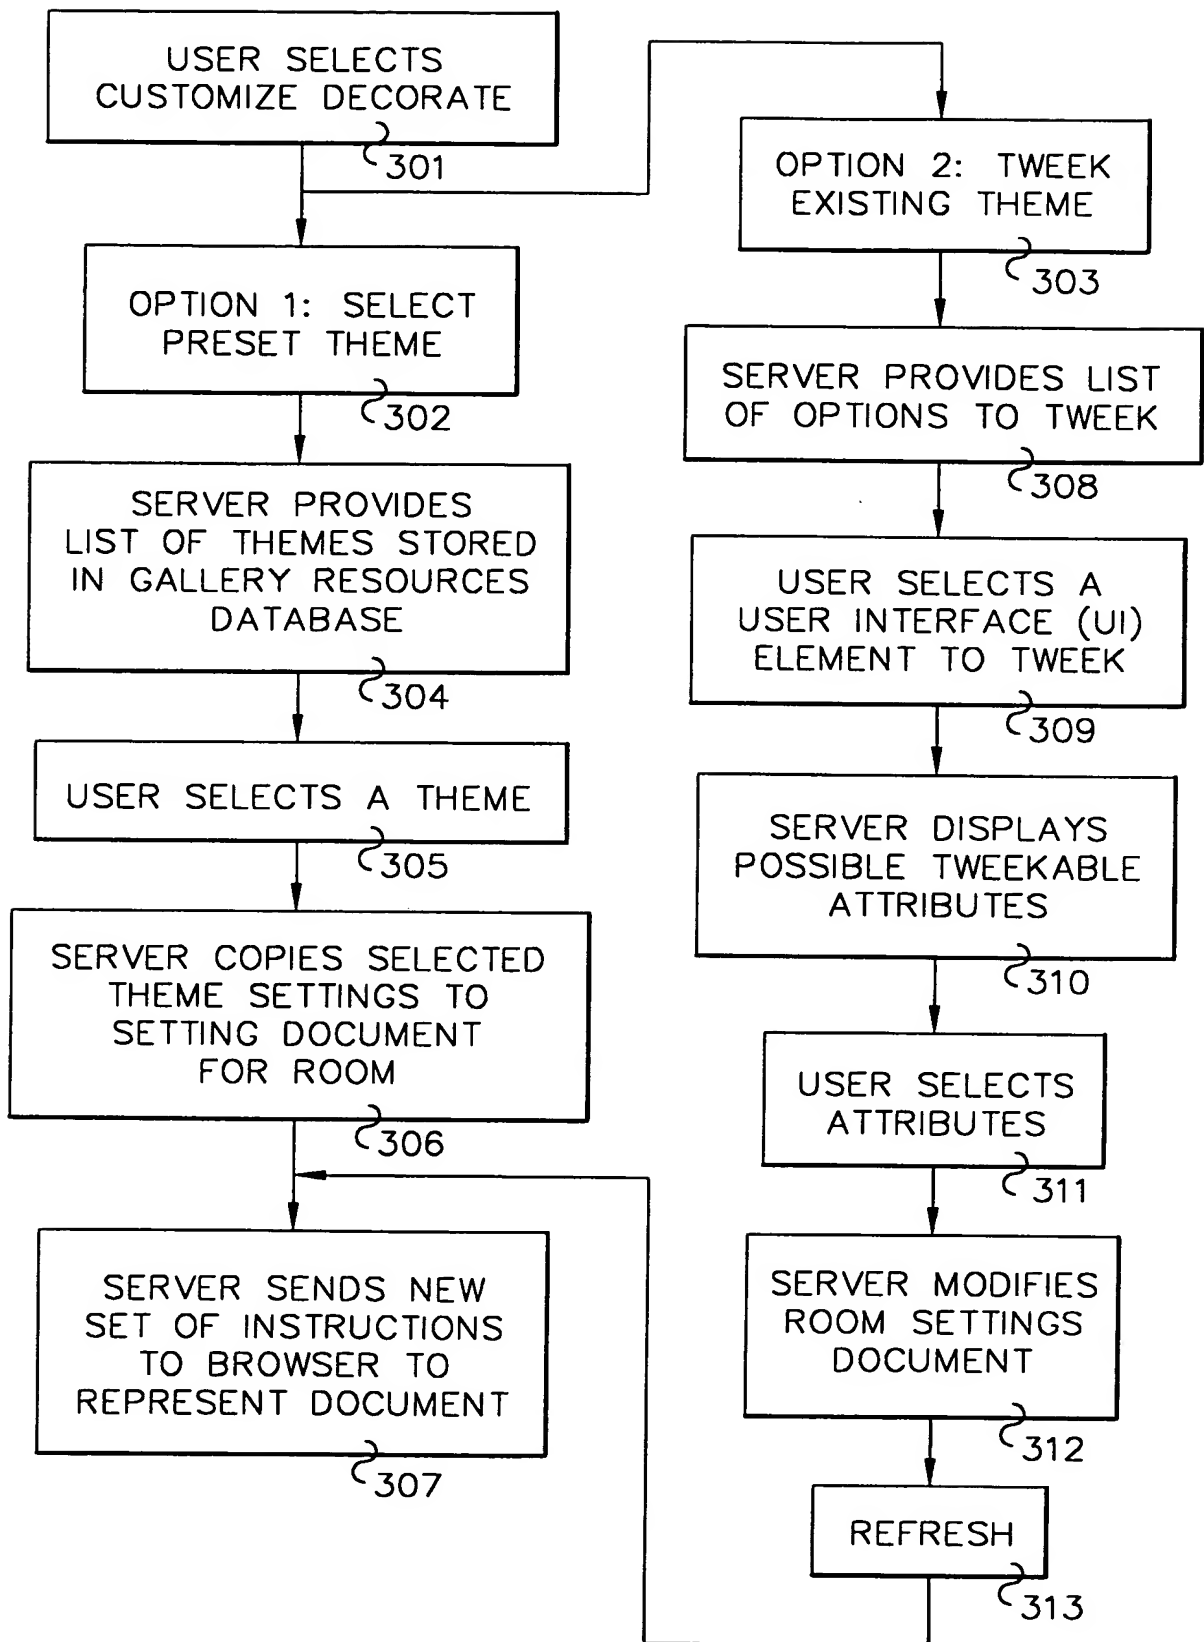 USER SELECTS
CUSTOMIZE DECORATE
301
OPTION 1: SELECT
PRESET THEME
302
SERVER PROVIDES
LIST OF THEMES STORED
IN GALLERY RESOURCES
DATABASE
304
USER SELECTS A THEME
305
SERVER COPIES SELECTED
THEME SETTINGS TO
SETTING DOCUMENT
FOR ROOM
306
SERVER SENDS NEW
SET OF INSTRUCTIONS
TO BROWSER TO
REPRESENT DOCUMENT
307
OPTION 2: TWEEK
EXISTING THEME
303
SERVER PROVIDES LIST
OF OPTIONS TO TWEEK
308
USER SELECTS A
USER INTERFACE (UI)
ELEMENT TO TWEEK
309
SERVER DISPLAYS
POSSIBLE TWEEKABLE
ATTRIBUTES
310
USER SELECTS
ATTRIBUTES
311
SERVER MODIFIES
ROOM SETTINGS
DOCUMENT
312
REFRESH
313